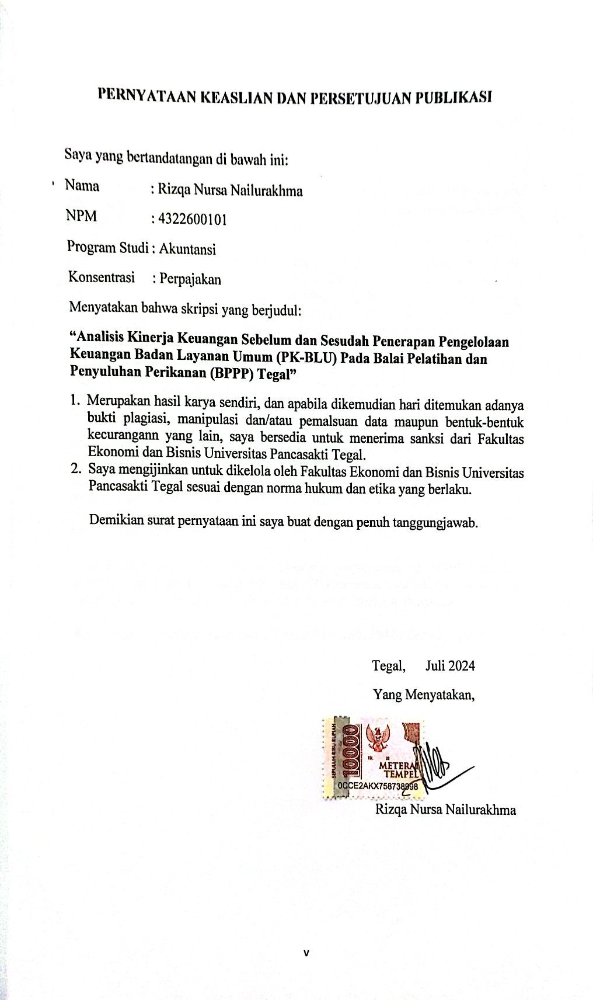 PERNYATAAN KEASLIAN DAN PERSETUJUAN PUBLIKASI
Saya yang bertandatangan di bawah ini:
Nama : Rizqa Nursa Nailurakhma
NPM : 4322600101
Program Studi : Akuntansi
Konsentrasi : Perpajakan
Menyatakan bahwa skripsi yang berjudul:
“Analisis Kinerja Keuangan Sebelum dan Sesudah Penerapan Pengelolaan
Keuangan Badan Layanan Umum (PK-BLU) Pada Balai Pelatihan dan
Penyuluhan Perikanan (BPPP) Tegal”
1. Merupakan hasil karya sendiri, dan apabila dikemudian hari ditemukan adanya
bukti plagiasi, manipulasi dan/atau pemalsuan data maupun bentuk-bentuk
kecurangann yang lain, saya bersedia untuk menerima sanksi dari Fakultas
Ekonomi dan Bisnis Universitas Pancasakti Tegal.
2. Saya mengijinkan untuk dikelola oleh Fakultas Ekonomi dan Bisnis Universitas
Pancasakti Tegal sesuai dengan norma hukum dan etika yang berlaku.
Demikian surat pernyataan ini saya buat dengan penuh tanggungjawab.
Tegal, Juli 2024
Yang Menyatakan,
SEPULUH RIBU RUPIAH
10000
TGL. 20
METERAI
TEMPEL
0CCE2AKX758738998
Rizqa Nursa Nailurakhma
v